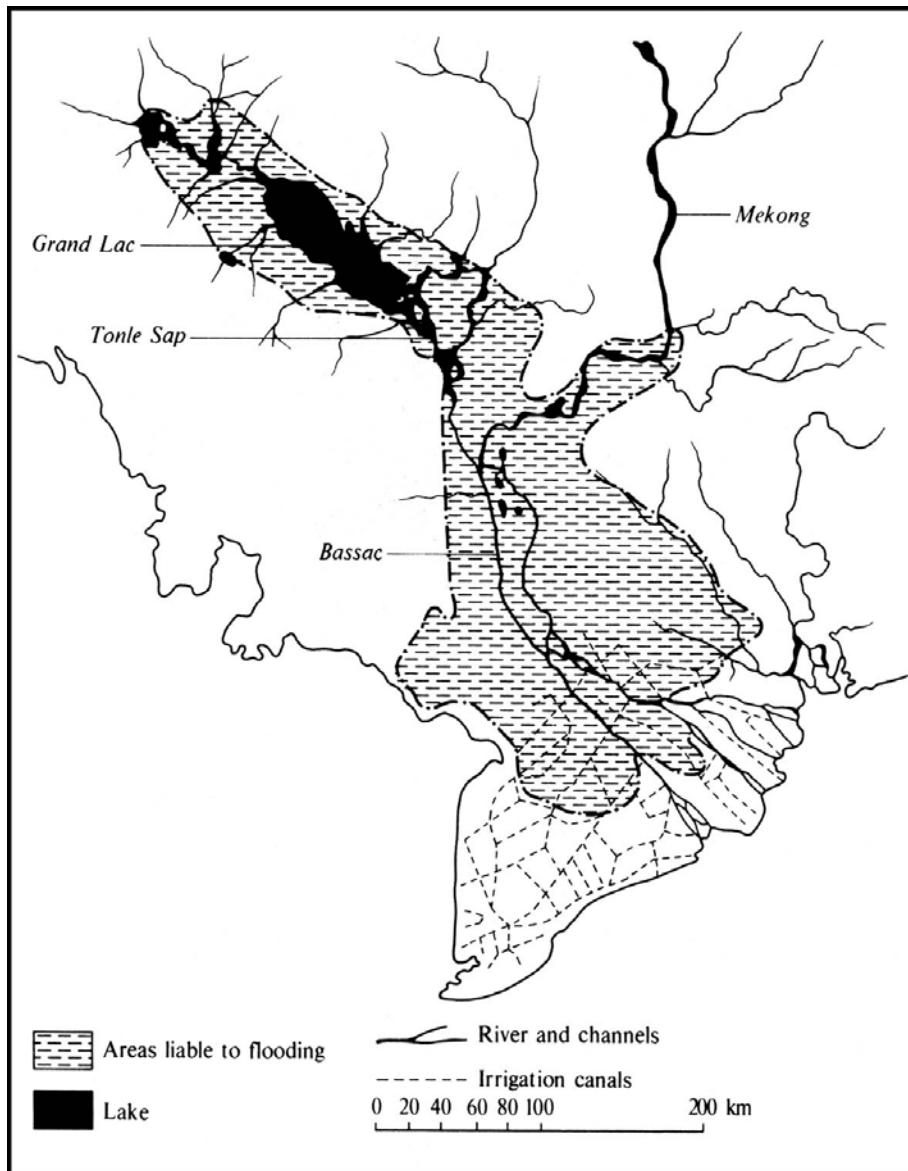 Mekong
Grand Lac
Tonle Sap
Bassac
Areas liable to flooding
River and channels
Irrigation canals
Lake
0 20 40 60 80 100 200 km